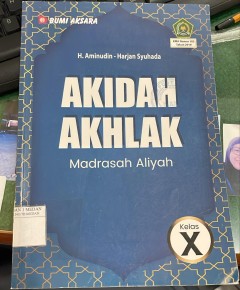 BUMI AKSARA
H. Aminudin - Harjan Syuhada
AKIDAH
AKHLAK
Madrasah Aliyah
Kelas
X